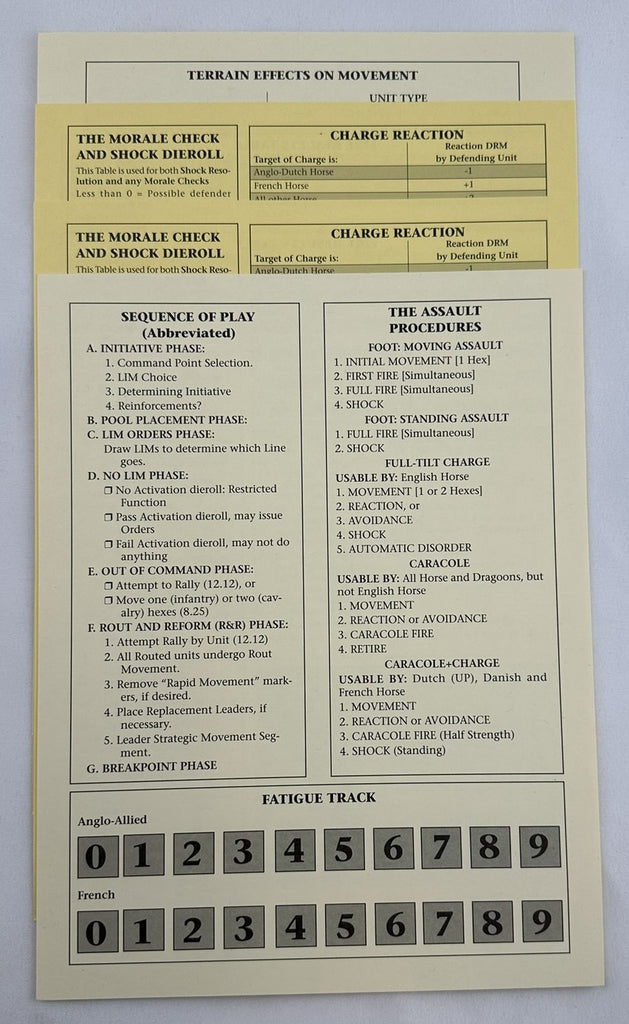 TERRAIN EFFECTS ON MOVEMENT
UNIT TYPE
THE MORALE CHECK
AND SHOCK DIEROLL
This Table is used for both Shock Reso-
lution and any Morale Checks
Less than 0 = Possible defender
CHARGE REACTION
Reaction DRM
Target of Charge is: by Defending Unit
Anglo-Dutch Horse -1
French Horse +1
All other Horse +2
THE MORALE CHECK
AND SHOCK DIEROLL
This Table is used for both Shock Reso-
CHARGE REACTION
Reaction DRM
Target of Charge is: by Defending Unit
Anglo-Dutch Horse -1
SEQUENCE OF PLAY
(Abbreviated)
A. INITIATIVE PHASE:
1. Command Point Selection.
2. LIM Choice
3. Determining Initiative
4. Reinforcements?
B. POOL PLACEMENT PHASE:
C. LIM ORDERS PHASE:
Draw LIMs to determine which Line
goes.
D. NO LIM PHASE:
❒ No Activation dieroll: Restricted
Function
❒ Pass Activation dieroll, may issue
Orders
❒ Fail Activation dieroll, may not do
anything
E. OUT OF COMMAND PHASE:
❒ Attempt to Rally (12.12), or
❒ Move one (infantry) or two (cav-
alry) hexes (8.25)
F. ROUT AND REFORM (R&R) PHASE:
1. Attempt Rally by Unit (12.12)
2. All Routed units undergo Rout
Movement.
3. Remove “Rapid Movement” mark-
ers, if desired.
4. Place Replacement Leaders, if
necessary.
5. Leader Strategic Movement Seg-
ment.
G. BREAKPOINT PHASE
THE ASSAULT
PROCEDURES
FOOT: MOVING ASSAULT
1. INITIAL MOVEMENT [1 Hex]
2. FIRST FIRE [Simultaneous]
3. FULL FIRE [Simultaneous]
4. SHOCK
FOOT: STANDING ASSAULT
1. FULL FIRE [Simultaneous]
2. SHOCK
FULL-TILT CHARGE
USABLE BY: English Horse
1. MOVEMENT [1 or 2 Hexes]
2. REACTION, or
3. AVOIDANCE
4. SHOCK
5. AUTOMATIC DISORDER
CARACOLE
USABLE BY: All Horse and Dragoons, but
not English Horse
1. MOVEMENT
2. REACTION or AVOIDANCE
3. CARACOLE FIRE
4. RETIRE
CARACOLE+CHARGE
USABLE BY: Dutch (UP), Danish and
French Horse
1. MOVEMENT
2. REACTION or AVOIDANCE
3. CARACOLE FIRE (Half Strength)
4. SHOCK (Standing)
FATIGUE TRACK
Anglo-Allied
0 1 2 3 4 5 6 7 8 9
French
0 1 2 3 4 5 6 7 8 9